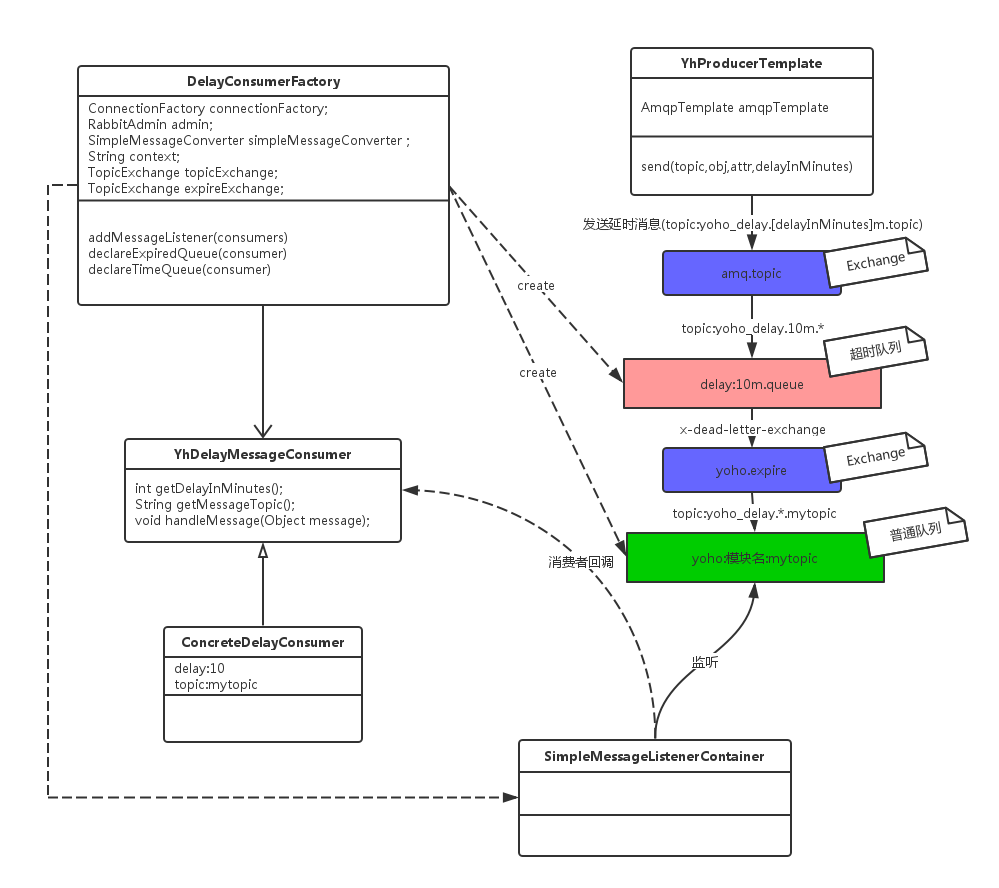 DelayConsumerFactory
ConnectionFactory connectionFactory;
RabbitAdmin admin;
SimpleMessageConverter simpleMessageConverter ;
String context;
TopicExchange topicExchange;
TopicExchange expireExchange;
addMessageListener(consumers)
declareExpiredQueue(consumer)
declareTimeQueue(consumer)
YhProducerTemplate
AmqpTemplate amqpTemplate
send(topic,obj,attr,delayInMinutes)
发送延时消息(topic:yoho_delay.[delayInMinutes]m.topic)
amq.topic
Exchange
topic:yoho_delay.10m.*
超时队列
delay:10m.queue
x-dead-letter-exchange
yoho.expire
Exchange
topic:yoho_delay.*.mytopic
普通队列
yoho:模块名:mytopic
create
create
YhDelayMessageConsumer
int getDelayInMinutes();
String getMessageTopic();
void handleMessage(Object message);
消费者回调
监听
ConcreteDelayConsumer
delay:10
topic:mytopic
SimpleMessageListenerContainer